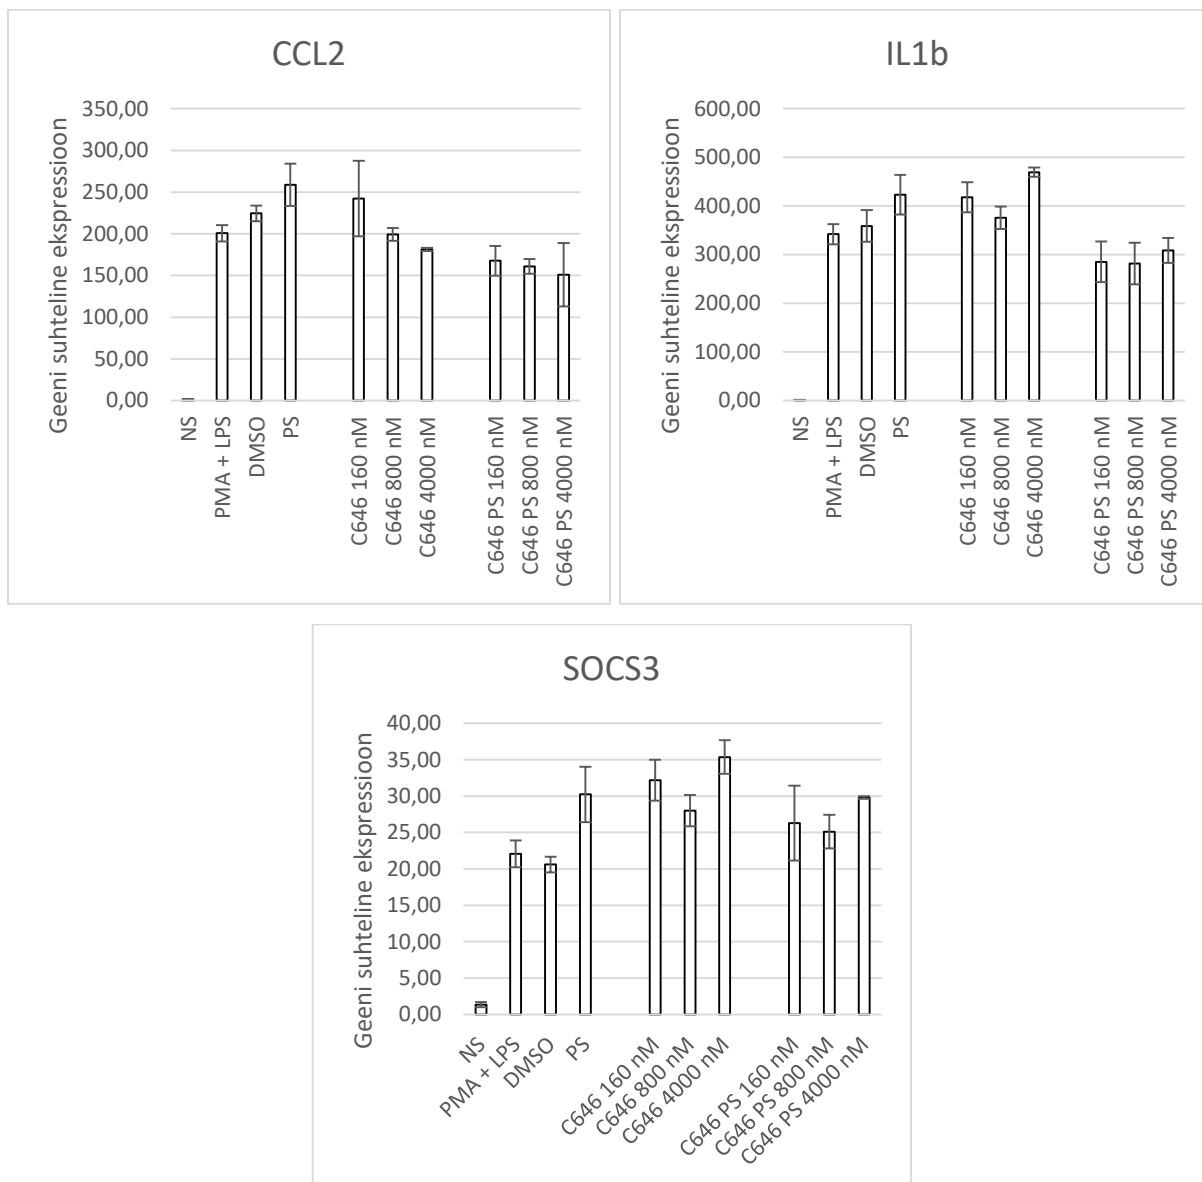 CCL2
Geeni suhteline ekspressioon
350,00
300,00
250,00
200,00
150,00
100,00
50,00
0,00
NS
PMA + LPS
DMSO
PS
C646 160 nM
C646 800 nM
C646 4000 nM
C646 PS 160 nM
C646 PS 800 nM
C646 PS 4000 nM
IL1b
Geeni suhteline ekspressioon
600,00
500,00
400,00
300,00
200,00
100,00
0,00
NS
PMA + LPS
DMSO
PS
C646 160 nM
C646 800 nM
C646 4000 nM
C646 PS 160 nM
C646 PS 800 nM
C646 PS 4000 nM
SOCS3
Geeni suhteline ekspressioon
40,00
35,00
30,00
25,00
20,00
15,00
10,00
5,00
0,00
NS
PMA + LPS
DMSO
PS
C646 160 nM
C646 800 nM
C646 4000 nM
C646 PS 160 nM
C646 PS 800 nM
C646 PS 4000 nM